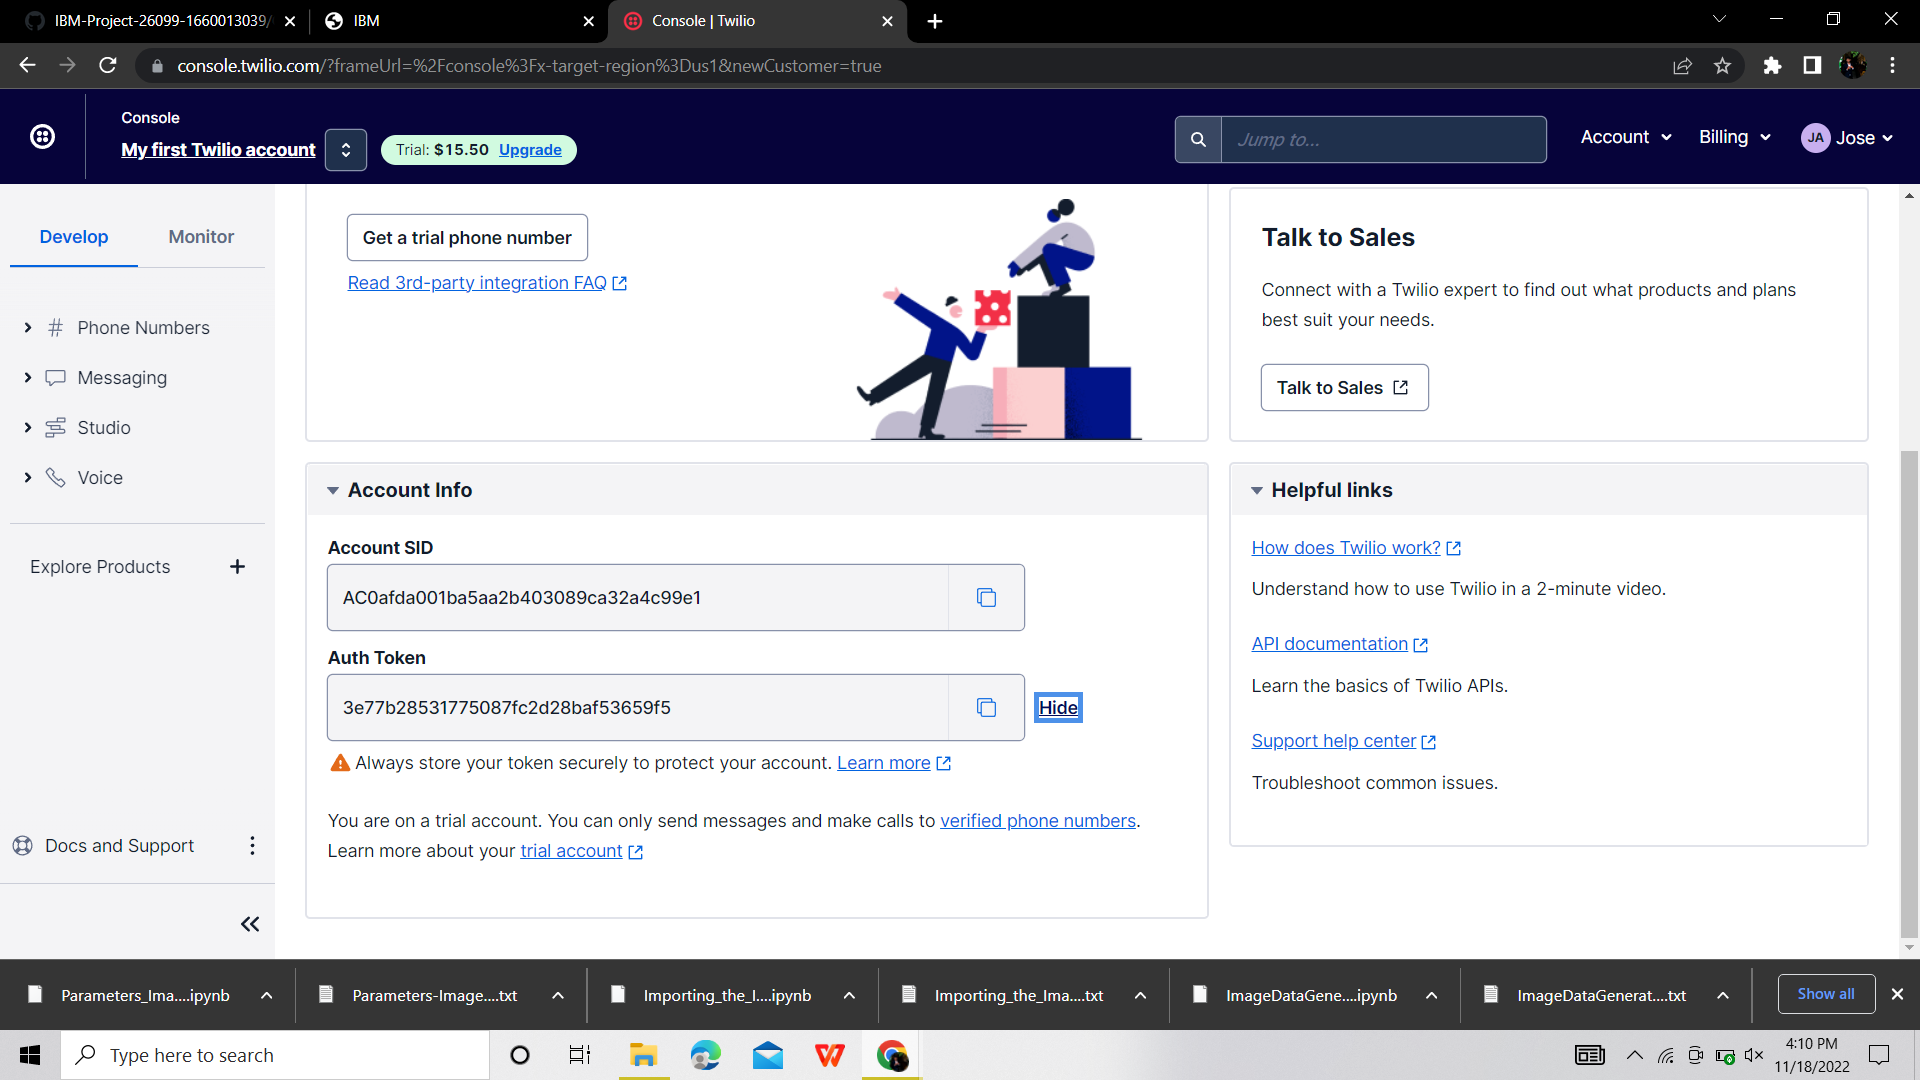 IBM-Project-26099-1660013039/
IBM
Console | Twilio
console.twilio.com/?frameUrl=%2Fconsole%3Fx-target-region%3Dus1&newCustomer=true
Console
My first Twilio account
Trial: $15.50 Upgrade
Jump to...
Account
Billing
JA
Jose
Develop
Monitor
Phone Numbers
Messaging
Studio
Voice
Explore Products
Docs and Support
Get a trial phone number
Read 3rd-party integration FAQ
Talk to Sales
Connect with a Twilio expert to find out what products and plans
best suit your needs.
Talk to Sales
Account Info
Account SID
AC0afda001ba5aa2b403089ca32a4c99e1
Auth Token
3e77b28531775087fc2d28baf53659f5
Hide
Always store your token securely to protect your account. Learn more
You are on a trial account. You can only send messages and make calls to verified phone numbers.
Learn more about your trial account
Helpful links
How does Twilio work?
Understand how to use Twilio in a 2-minute video.
API documentation
Learn the basics of Twilio APIs.
Support help center
Troubleshoot common issues.
Parameters_Ima....ipynb
Parameters-Image....txt
Importing_the_I....ipynb
Importing_the_Ima....txt
ImageDataGene....ipynb
ImageDataGenerat....txt
Show all
Type here to search
4:10 PM
11/18/2022